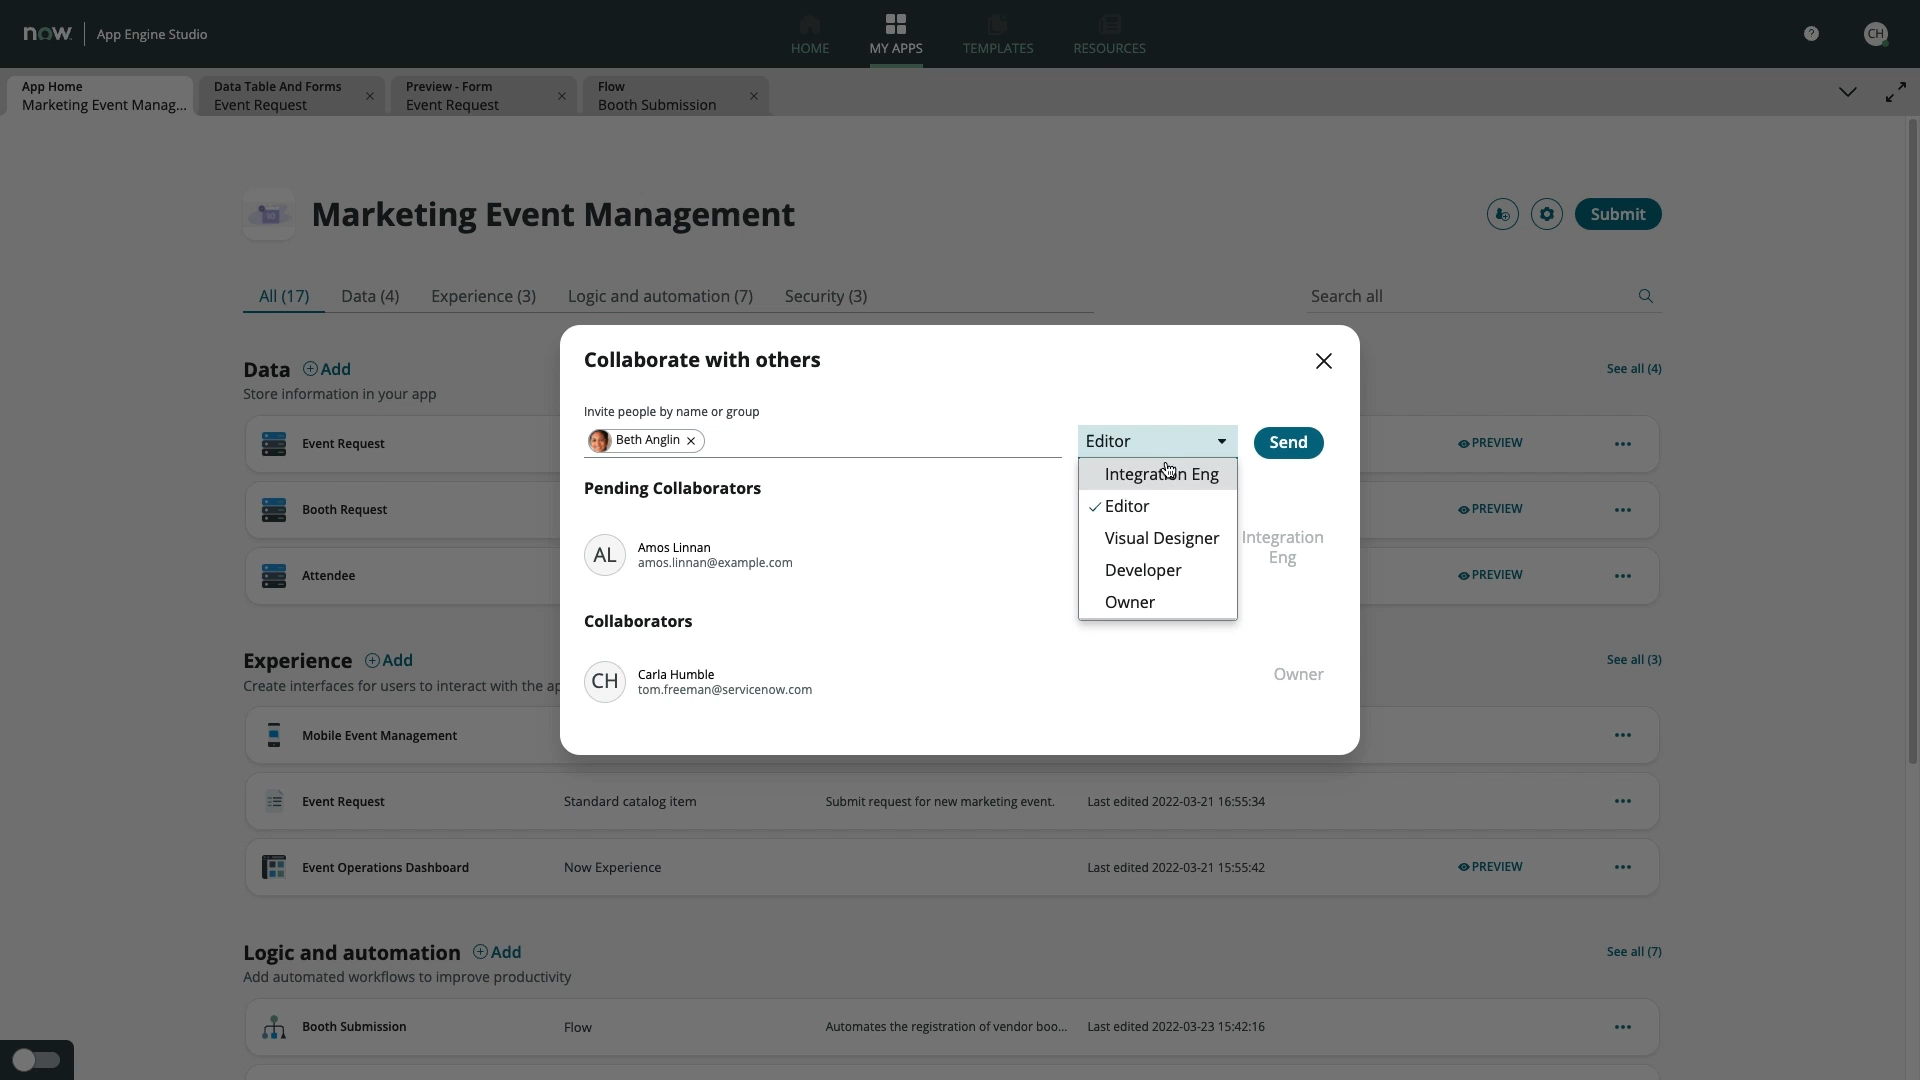 now. App Engine Studio
HOME
MY APPS
TEMPLATES
RESOURCES
CH
App Home
Marketing Event Manag...
Data Table And Forms
Event Request
Preview - Form
Event Request
Flow
Booth Submission
Marketing Event Management
Submit
All (17)
Data (4)
Experience (3)
Logic and automation (7)
Security (3)
Search all
Collaborate with others
Invite people by name or group
Beth Anglin
Editor
Send
Integration Eng
Editor
Visual Designer
Developer
Owner
Pending Collaborators
AL
Amos Linnan
amos.linnan@example.com
Integration
Eng
Collaborators
CH
Carla Humble
tom.freeman@servicenow.com
Owner
Data Add
See all (4)
Store information in your app
Event Request
PREVIEW
Booth Request
PREVIEW
Attendee
PREVIEW
Experience Add
See all (3)
Create interfaces for users to interact with the ap
Mobile Event Management
Event Request Standard catalog item Submit request for new marketing event. Last edited 2022-03-21 16:55:34
Event Operations Dashboard Now Experience Last edited 2022-03-21 15:55:42 PREVIEW
Logic and automation Add
See all (7)
Add automated workflows to improve productivity
Booth Submission Flow Automates the registration of vendor boo... Last edited 2022-03-23 15:42:16